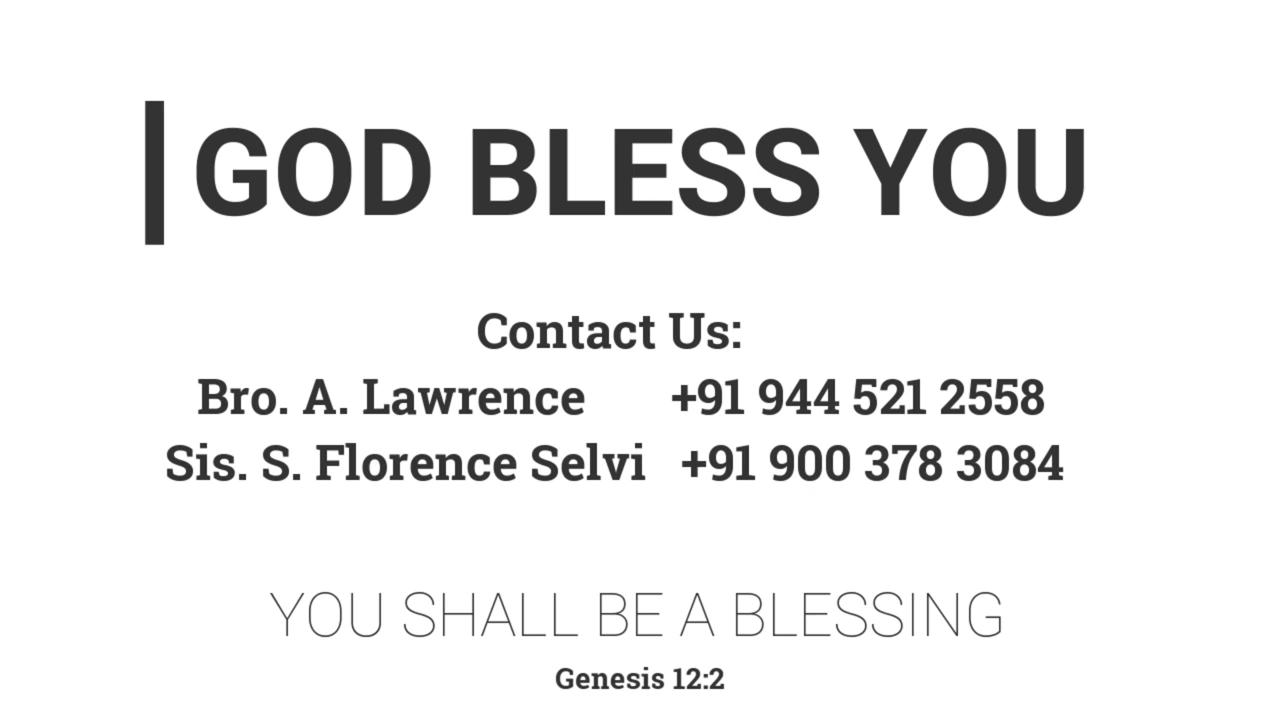 GOD BLESS YOU
Contact Us:
Bro. A. Lawrence +91 944 521 2558
Sis. S. Florence Selvi +91 900 378 3084
YOU SHALL BE A BLESSING
Genesis 12:2